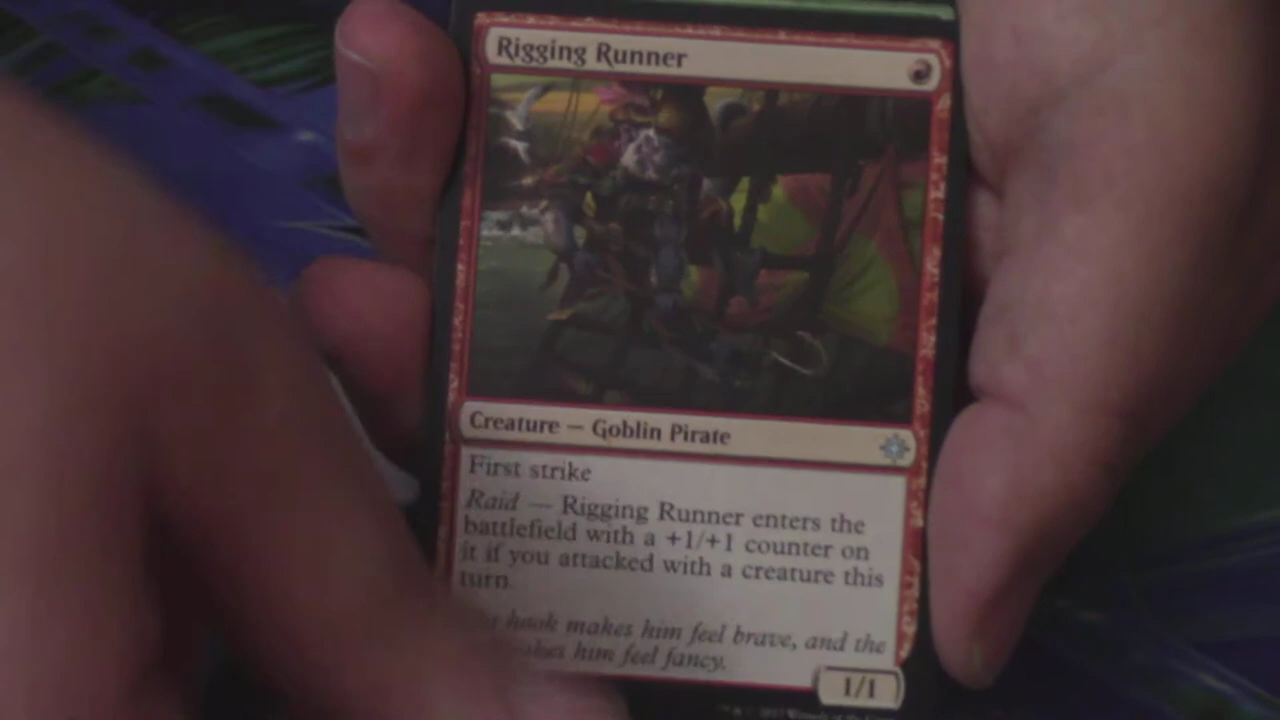 Rigging Runner
Creature — Goblin Pirate
First strike
Raid — Rigging Runner enters the
battlefield with a +1/+1 counter on
it if you attacked with a creature this
turn.
hook makes him feel brave, and the
him feel fancy.
1/1